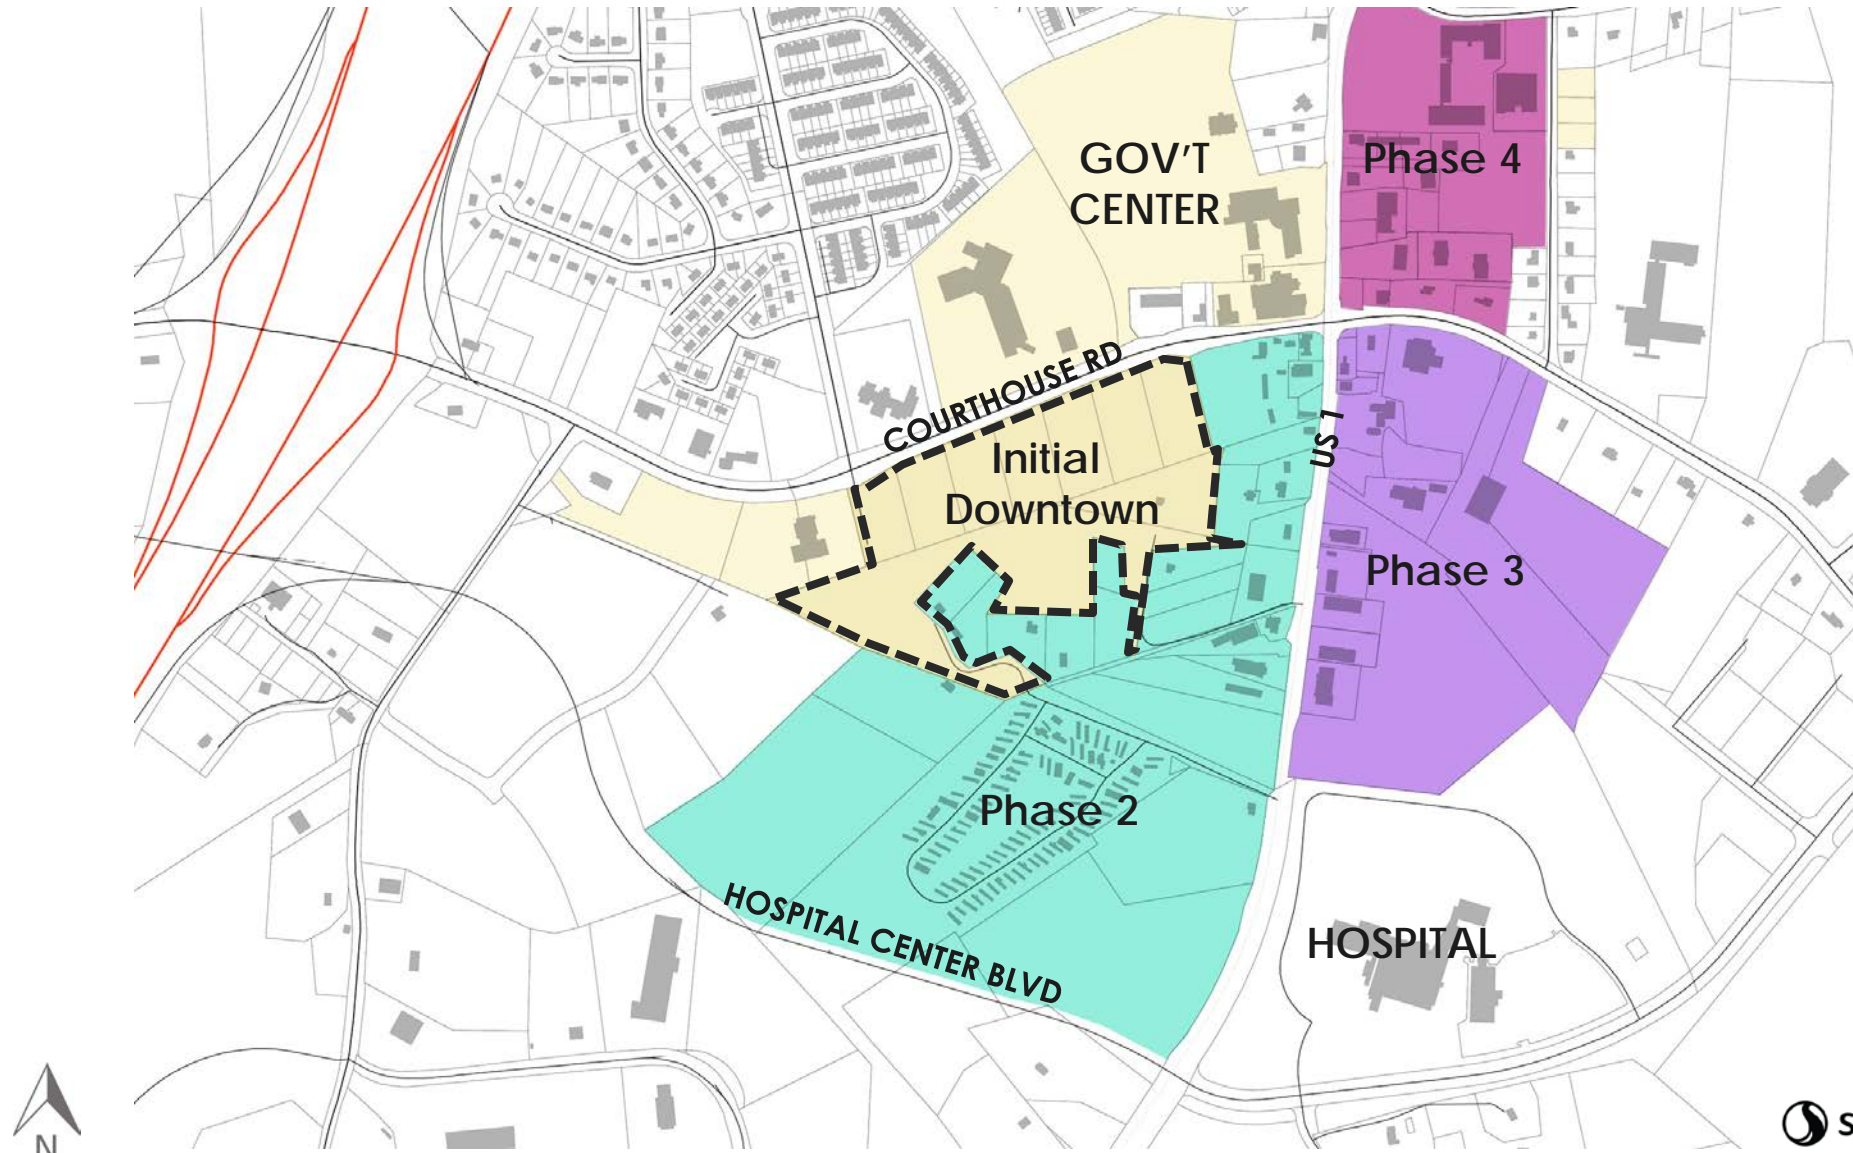 GOV'T
CENTER
Phase 4
COURTHOUSE RD
US 1
Initial
Downtown
Phase 3
Phase 2
HOSPITAL CENTER BLVD
HOSPITAL
N
S